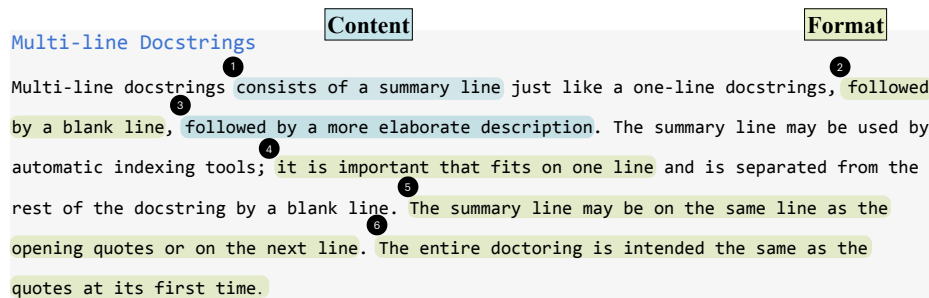 Content
Format
Multi-line Docstrings
1
2
Multi-line docstrings consists of a summary line just like a one-line docstrings, followed
3
by a blank line, followed by a more elaborate description. The summary line may be used by
4
automatic indexing tools; it is important that fits on one line and is separated from the
5
rest of the docstring by a blank line. The summary line may be on the same line as the
6
opening quotes or on the next line. The entire doctoring is intended the same as the
quotes at its first time.